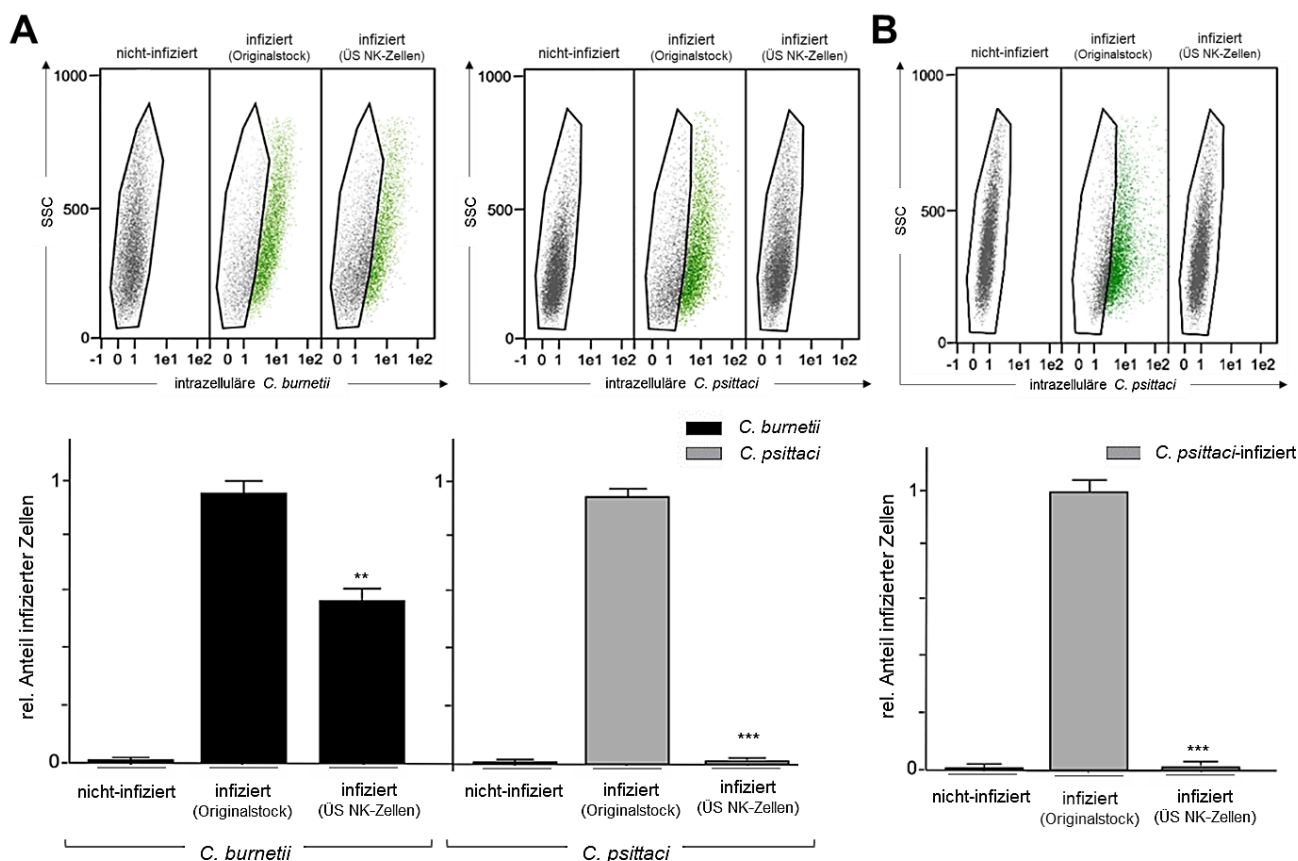 A
B
nicht-infiziert
infiziert
(Originalstock)
infiziert
(ÜS NK-Zellen)
nicht-infiziert
infiziert
(Originalstock)
infiziert
(ÜS NK-Zellen)
nicht-infiziert
infiziert
(Originalstock)
infiziert
(ÜS NK-Zellen)
1000
500
0
SSC
-1 0 1 1e1 1e2 0 1 1e1 1e2 0 1 1e1 1e2
intrazelluläre C. burnetii
1000
500
0
SSC
-1 0 1 1e1 1e2 0 1 1e1 1e2 0 1 1e1 1e2
intrazelluläre C. psittaci
1000
500
0
SSC
-1 0 1 1e1 1e2 0 1 1e1 1e2 0 1 1e1 1e2
intrazelluläre C. psittaci
C. burnetii
C. psittaci
C. psittaci-infiziert
rel. Anteil infizierter Zellen
1
0
**
nicht-infiziert
infiziert
(Originalstock)
infiziert
(ÜS NK-Zellen)
C. burnetii
1
***
nicht-infiziert
infiziert
(Originalstock)
infiziert
(ÜS NK-Zellen)
C. psittaci
rel. Anteil infizierter Zellen
1
0
***
nicht-infiziert
infiziert
(Originalstock)
infiziert
(ÜS NK-Zellen)